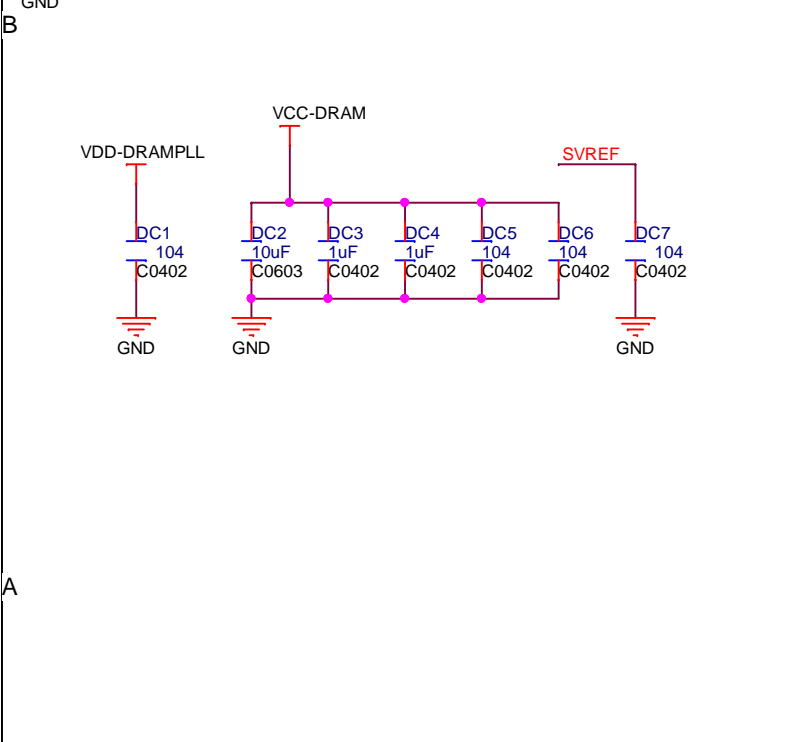 GND
B
VCC-DRAM
VDD-DRAMPLL
SVREF
DC1
104
C0402
DC2
10uF
C0603
DC3
1uF
C0402
DC4
1uF
C0402
DC5
104
C0402
DC6
104
C0402
DC7
104
C0402
GND
GND
GND
A